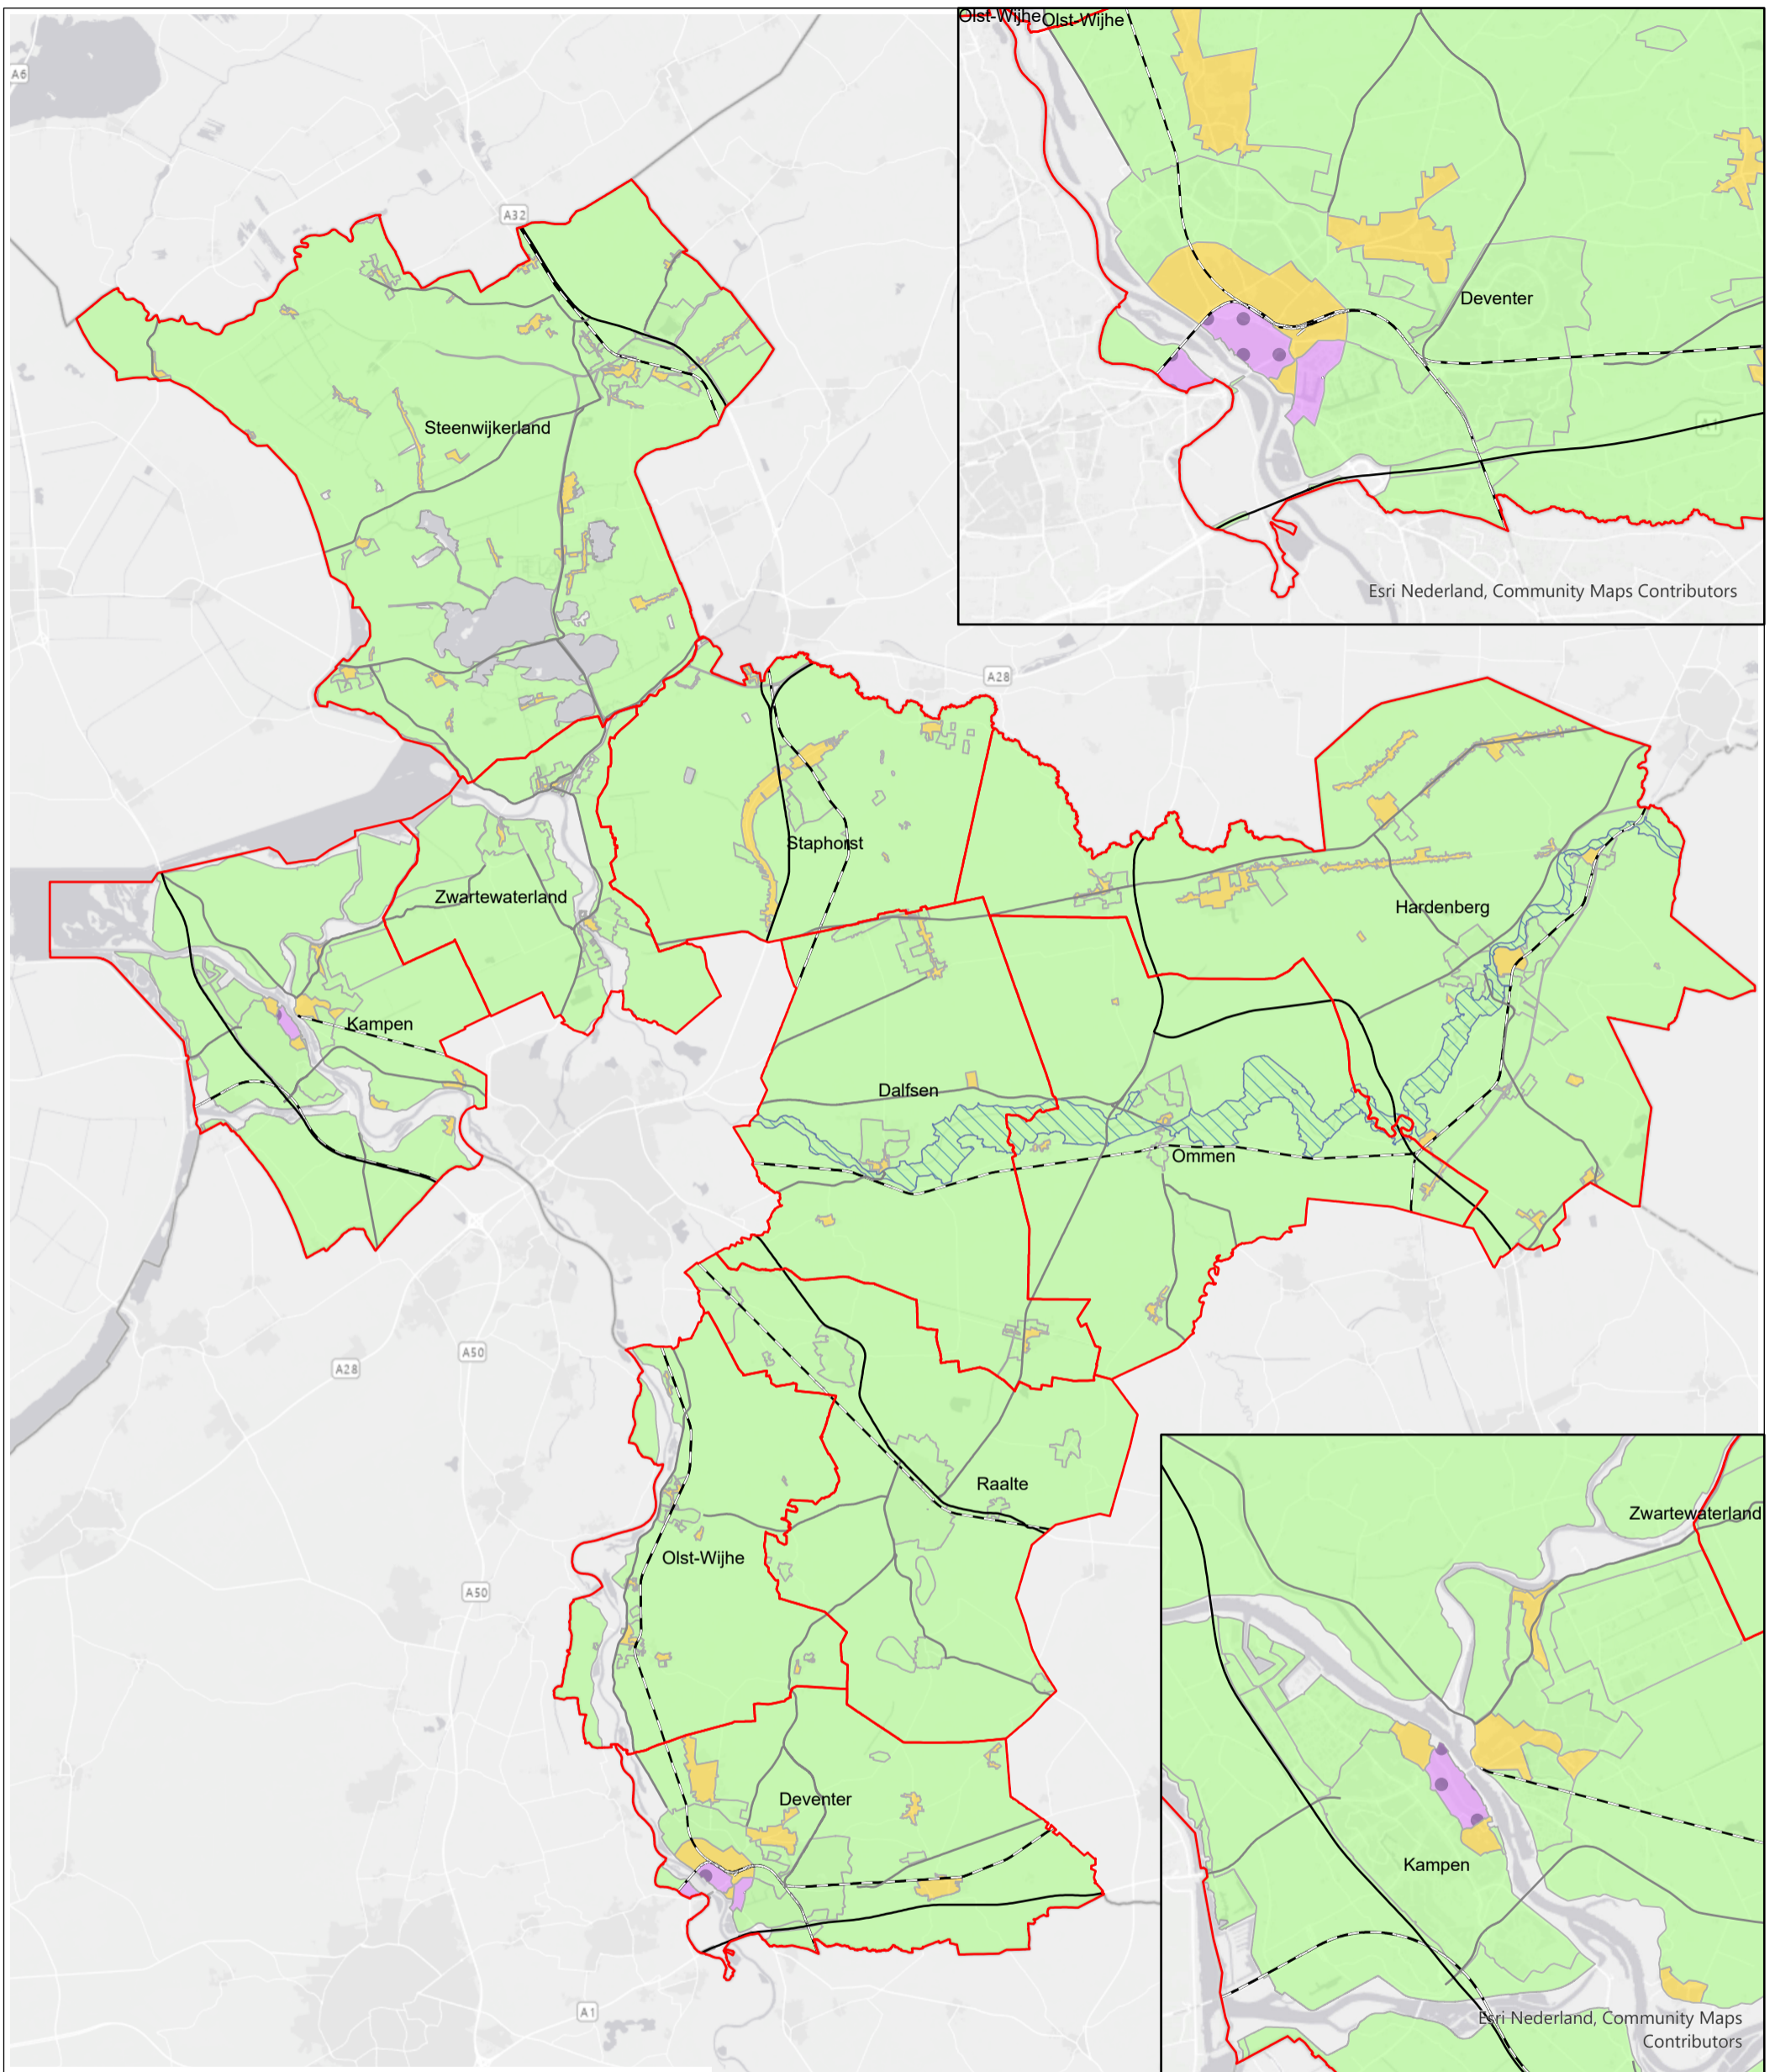 Olst-Wijhe
Olst-Wijhe
A6
A32
Deventer
A1
Steenwijkerland
Esri Nederland, Community Maps Contributors
A28
Staphorst
Zwartewaterland
Hardenberg
Kampen
Dalfsen
Ommen
A50
A28
Raalte
Zwartewaterland
Olst-Wijhe
A50
Deventer
Kampen
A1
Esri Nederland, Community Maps
Contributors